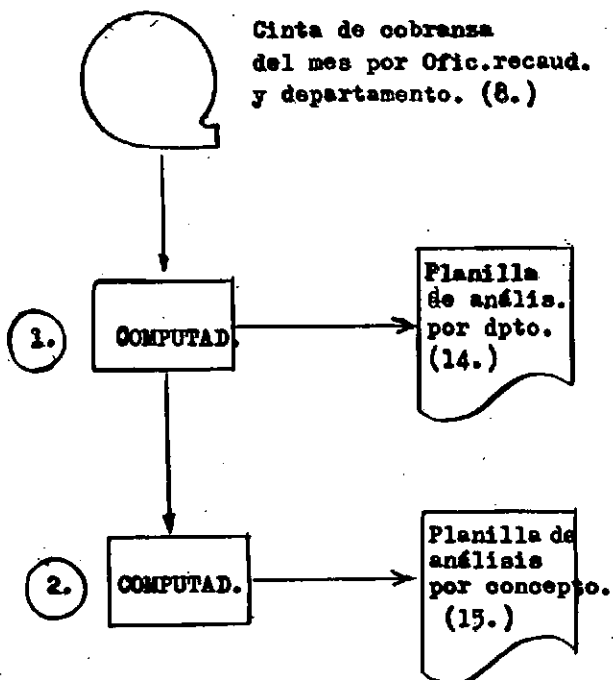 Cinta de cobransa
del mes por Ofic.recaud.
y departamento. (8.)
Planilla
de anális.
por dpto.
(14.)
1.
COMPUTAD.
Planilla de
análisis
por concepto.
(15.)
2.
COMPUTAD.